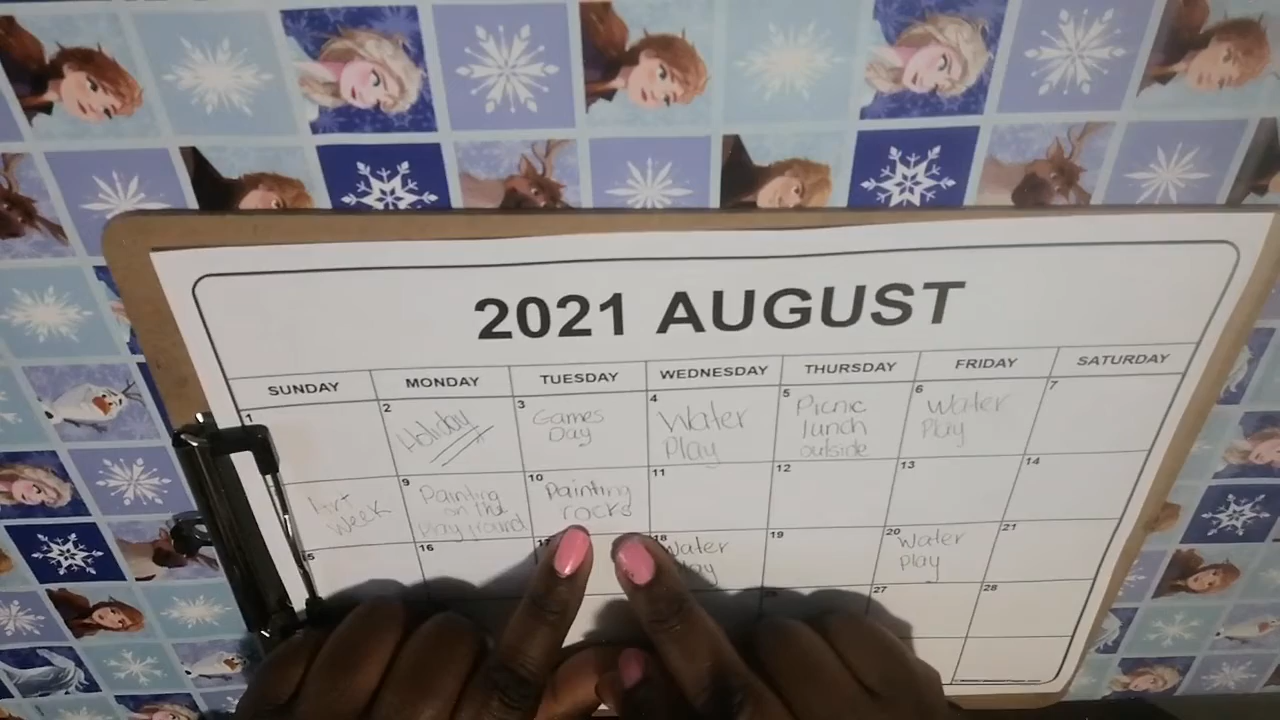 2021 AUGUST
SUNDAY MONDAY TUESDAY WEDNESDAY THURSDAY FRIDAY SATURDAY
1 2 3 4 5 6 7
Holiday
Games
Day
Water
Play
Picnic
lunch
outside
Water
Play
9 10 11 12 13 14
Art
Week
Painting
on the
playground
Painting
rocks
16 18 19 20 21
Water
Water
Play
27 28